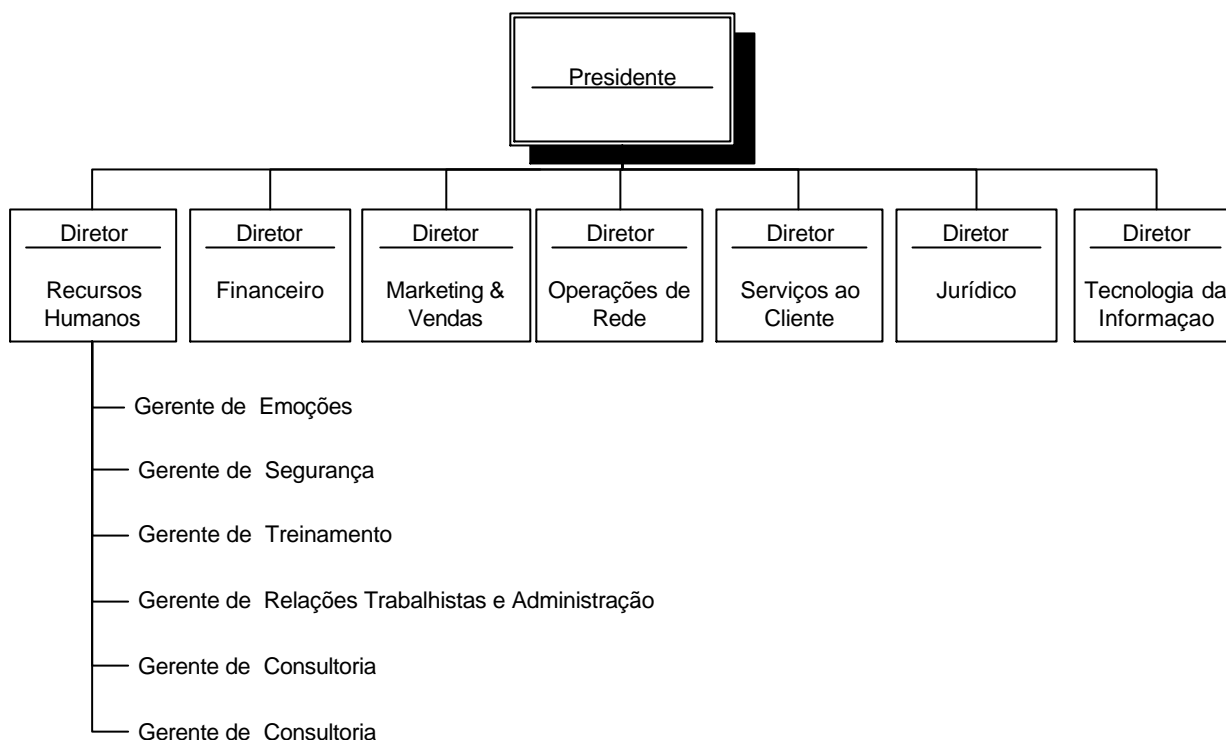 Presidente
Diretor
Recursos
Humanos
Diretor
Financeiro
Diretor
Marketing &
Vendas
Diretor
Operações de
Rede
Diretor
Serviços ao
Cliente
Diretor
Jurídico
Diretor
Tecnologia da
Informaçao
Gerente de Emoções
Gerente de Segurança
Gerente de Treinamento
Gerente de Relações Trabalhistas e Administração
Gerente de Consultoria
Gerente de Consultoria